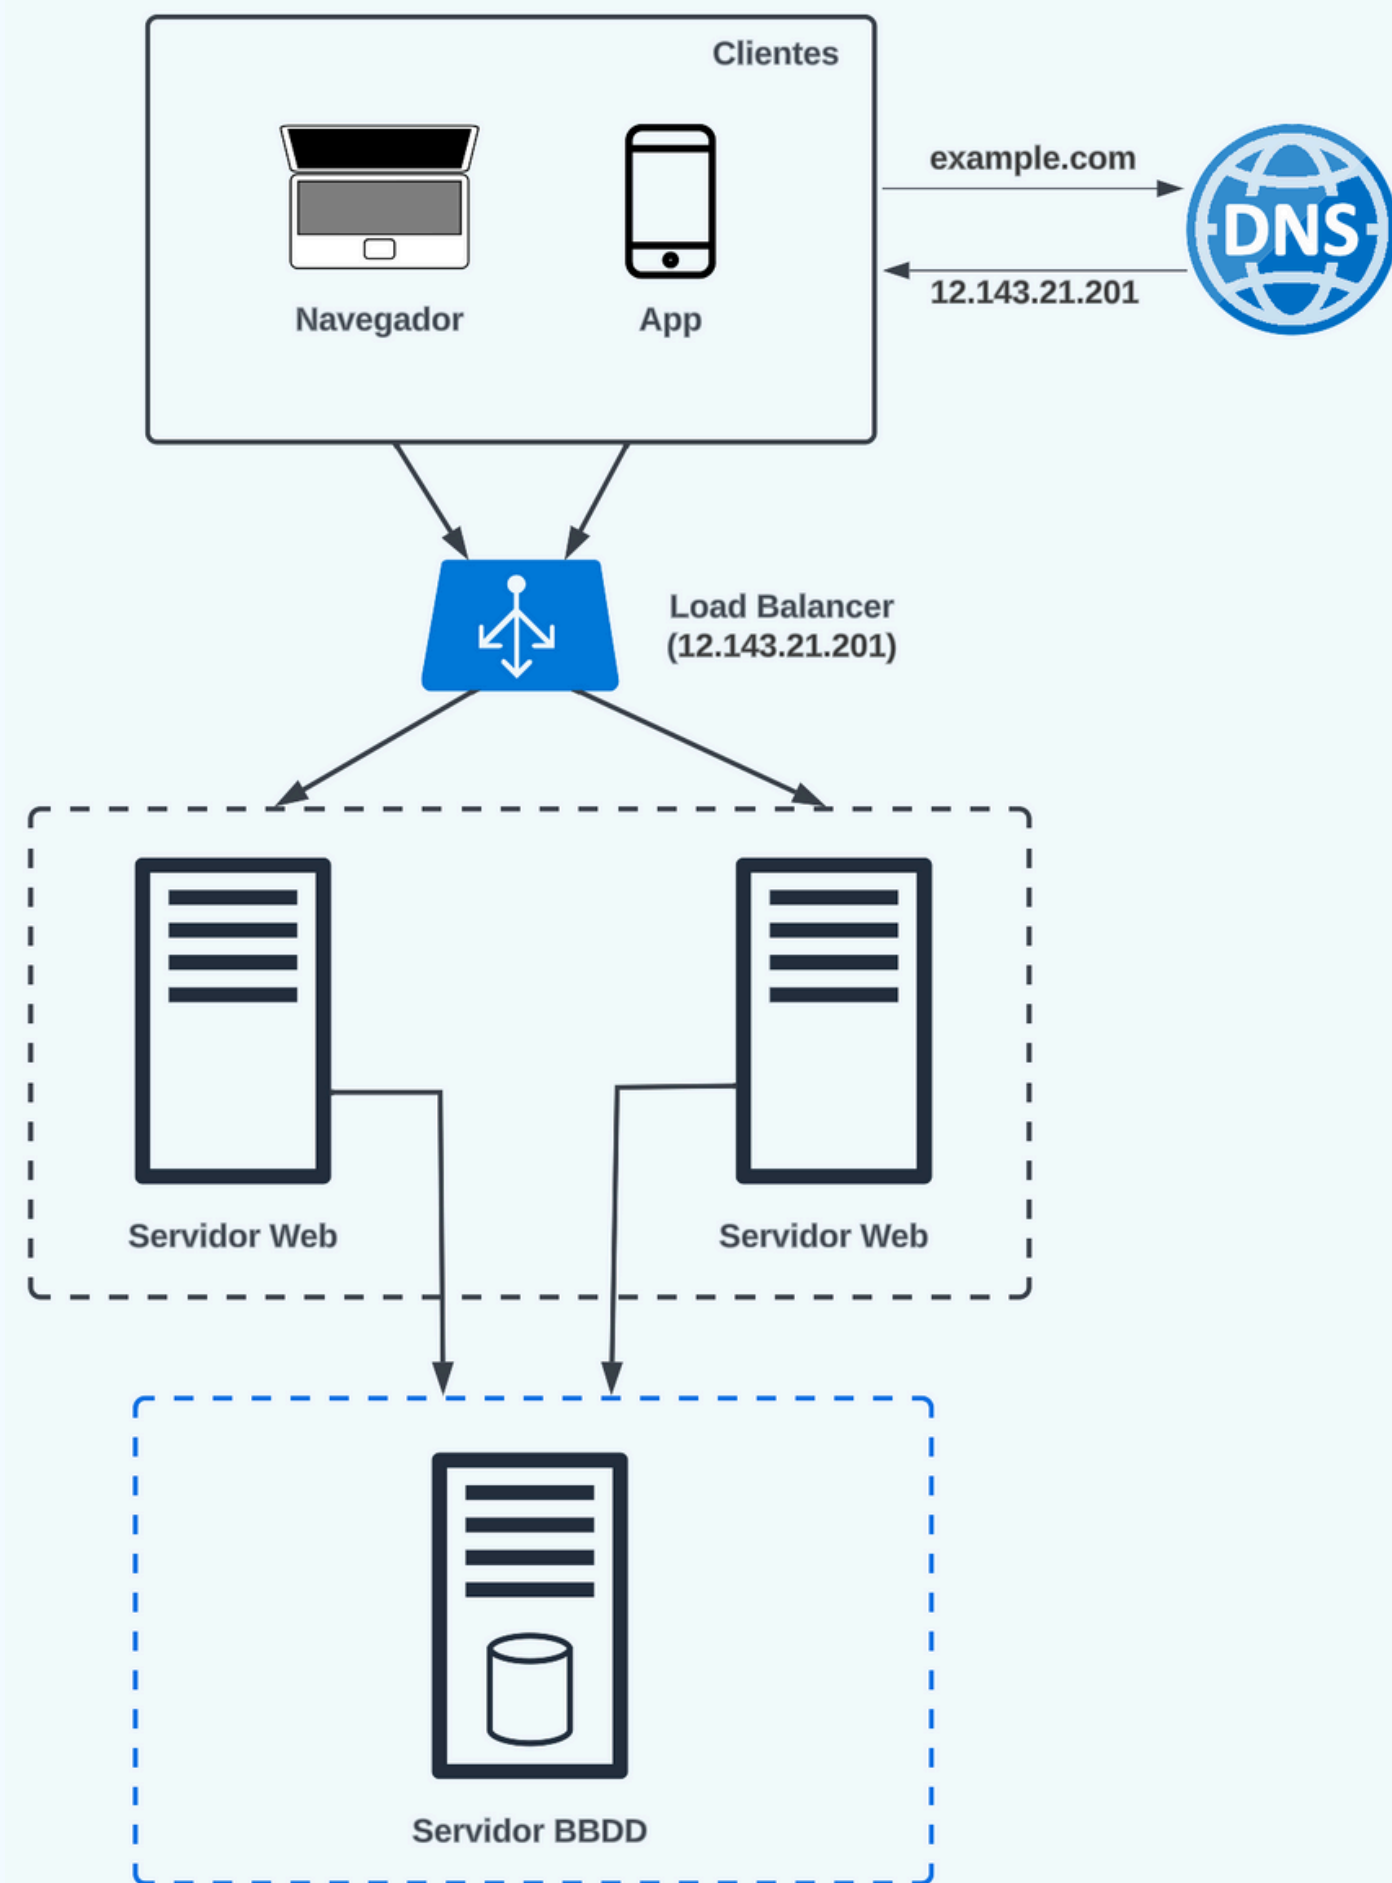 Clientes
example.com
DNS
12.143.21.201
Navegador
App
Load Balancer
(12.143.21.201)
Servidor Web
Servidor Web
Servidor BBDD